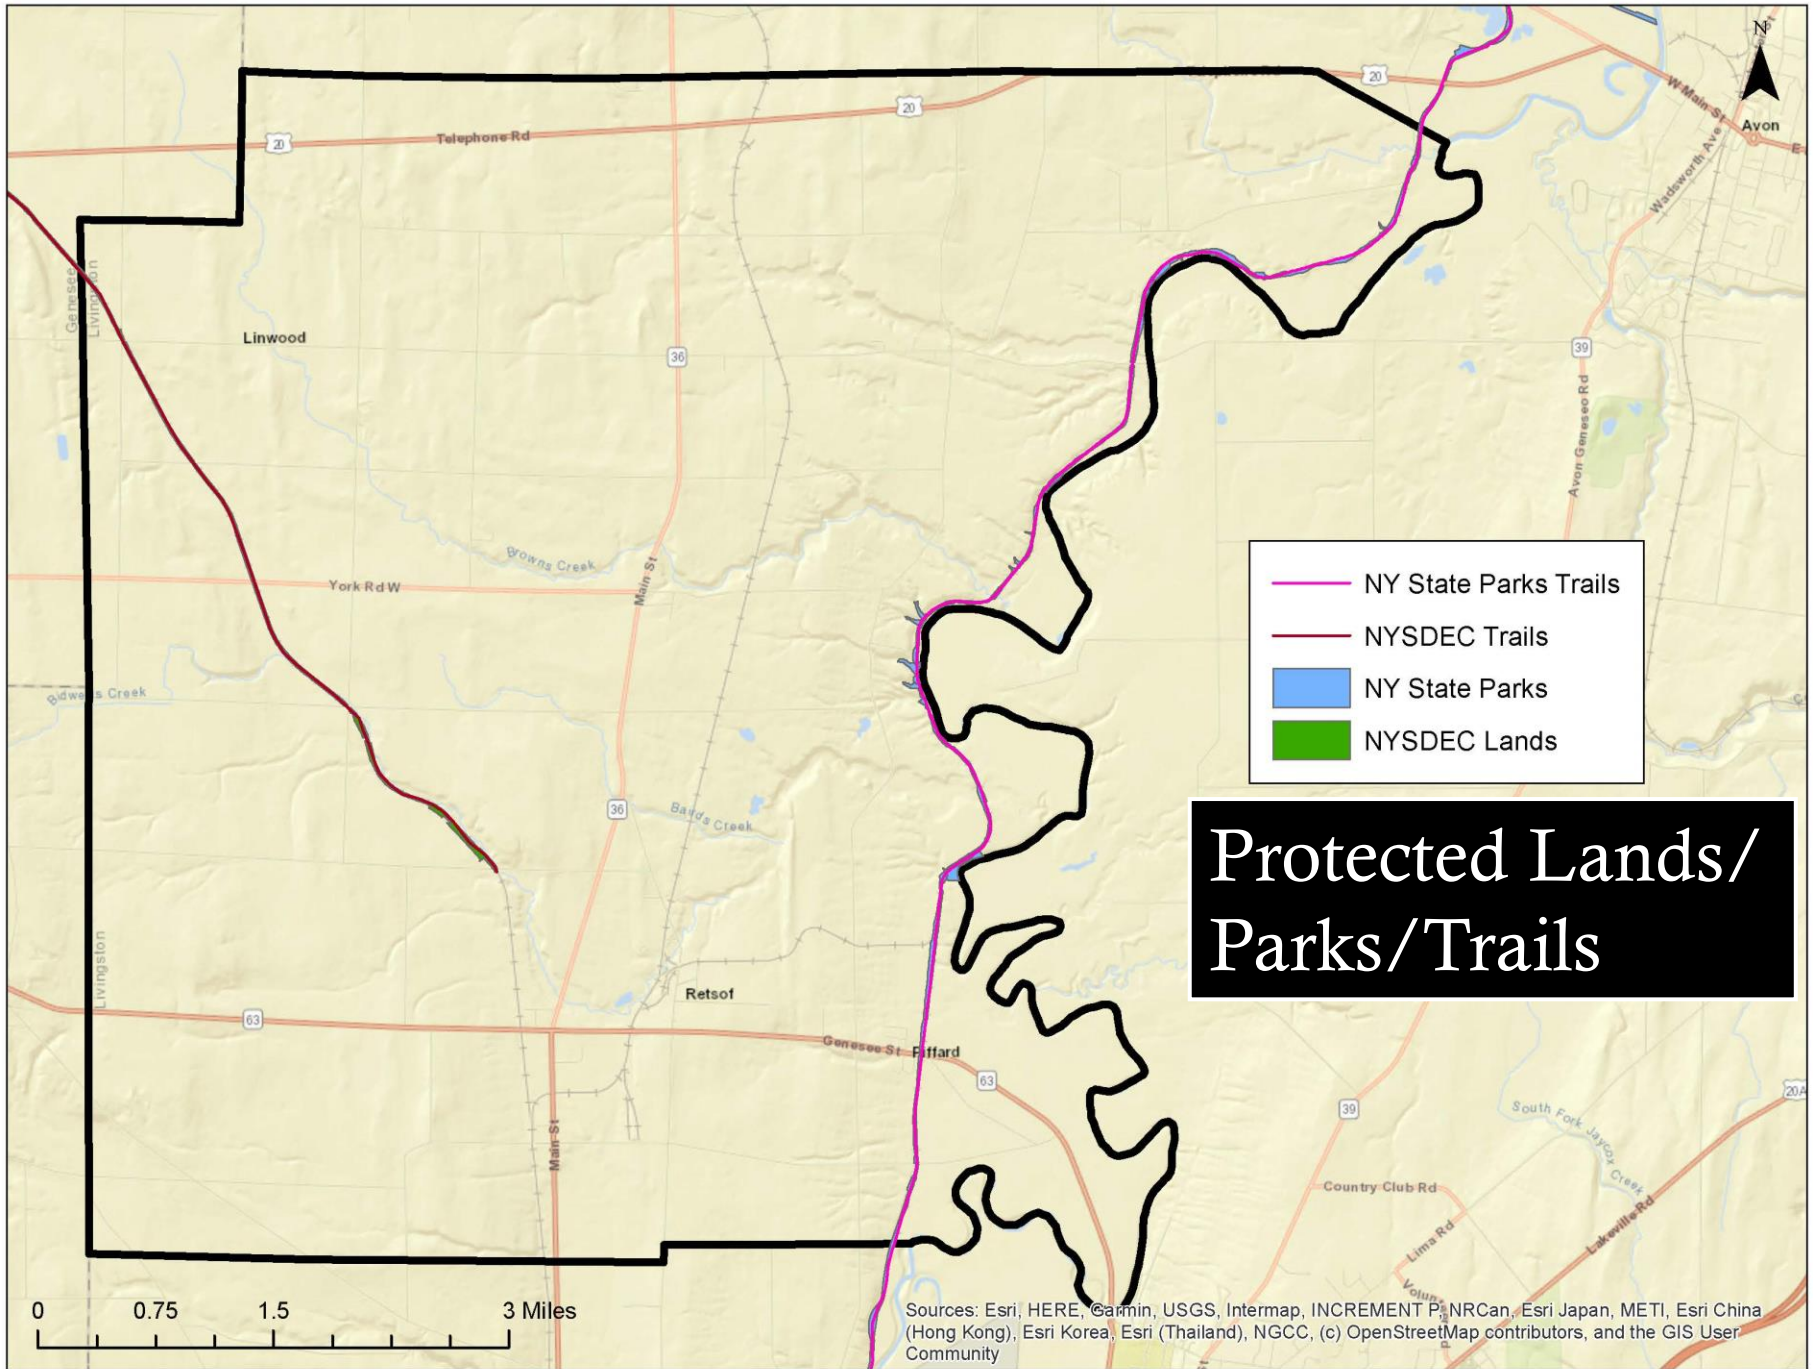 N
20
W Main St
Avon
E
20
20
Telephone Rd
Wadsworth Ave
Genesee
Livingston
Linwood
36
39
Avon Geneseo Rd
Browns Creek
Main St
York Rd W
NY State Parks Trails
NYSDEC Trails
NY State Parks
NYSDEC Lands
Bidwells Creek
36
Bairds Creek
Protected Lands/
Parks/Trails
Livingston
Retsof
63
Genesee St
Piffard
63
39
20A
South Fork Jaycox Creek
Main St
Country Club Rd
Lima Rd
Lakeville Rd
0 0.75 1.5 3 Miles
Sources: Esri, HERE, Garmin, USGS, Intermap, INCREMENT P, NRCan, Esri Japan, METI, Esri China
(Hong Kong), Esri Korea, Esri (Thailand), NGCC, (c) OpenStreetMap contributors, and the GIS User
Community